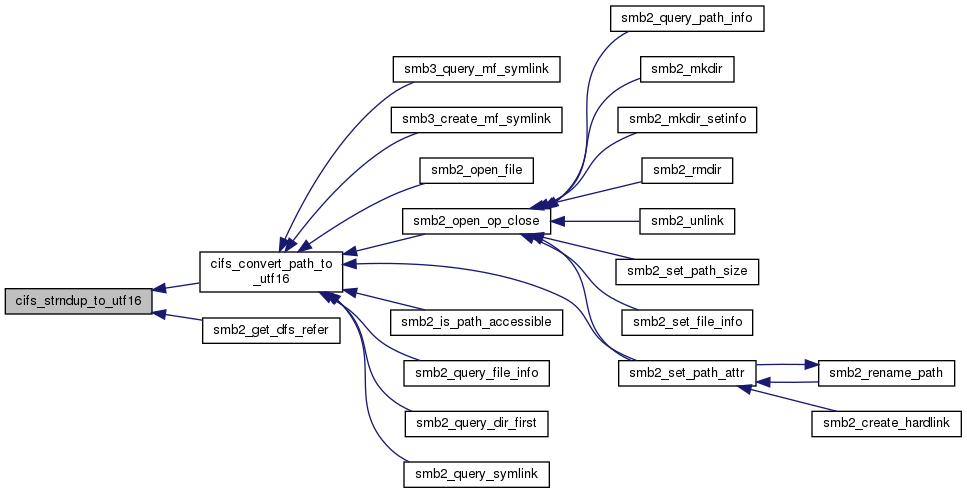 smb2_query_path_info
smb3_query_mf_symlink
smb2_mkdir
smb3_create_mf_symlink
smb2_mkdir_setinfo
smb2_open_file
smb2_rmdir
smb2_open_op_close
smb2_unlink
cifs_convert_path_to
_utf16
smb2_set_path_size
cifs_strndup_to_utf16
smb2_get_dfs_refer
smb2_is_path_accessible
smb2_set_file_info
smb2_query_file_info
smb2_set_path_attr
smb2_rename_path
smb2_query_dir_first
smb2_create_hardlink
smb2_query_symlink